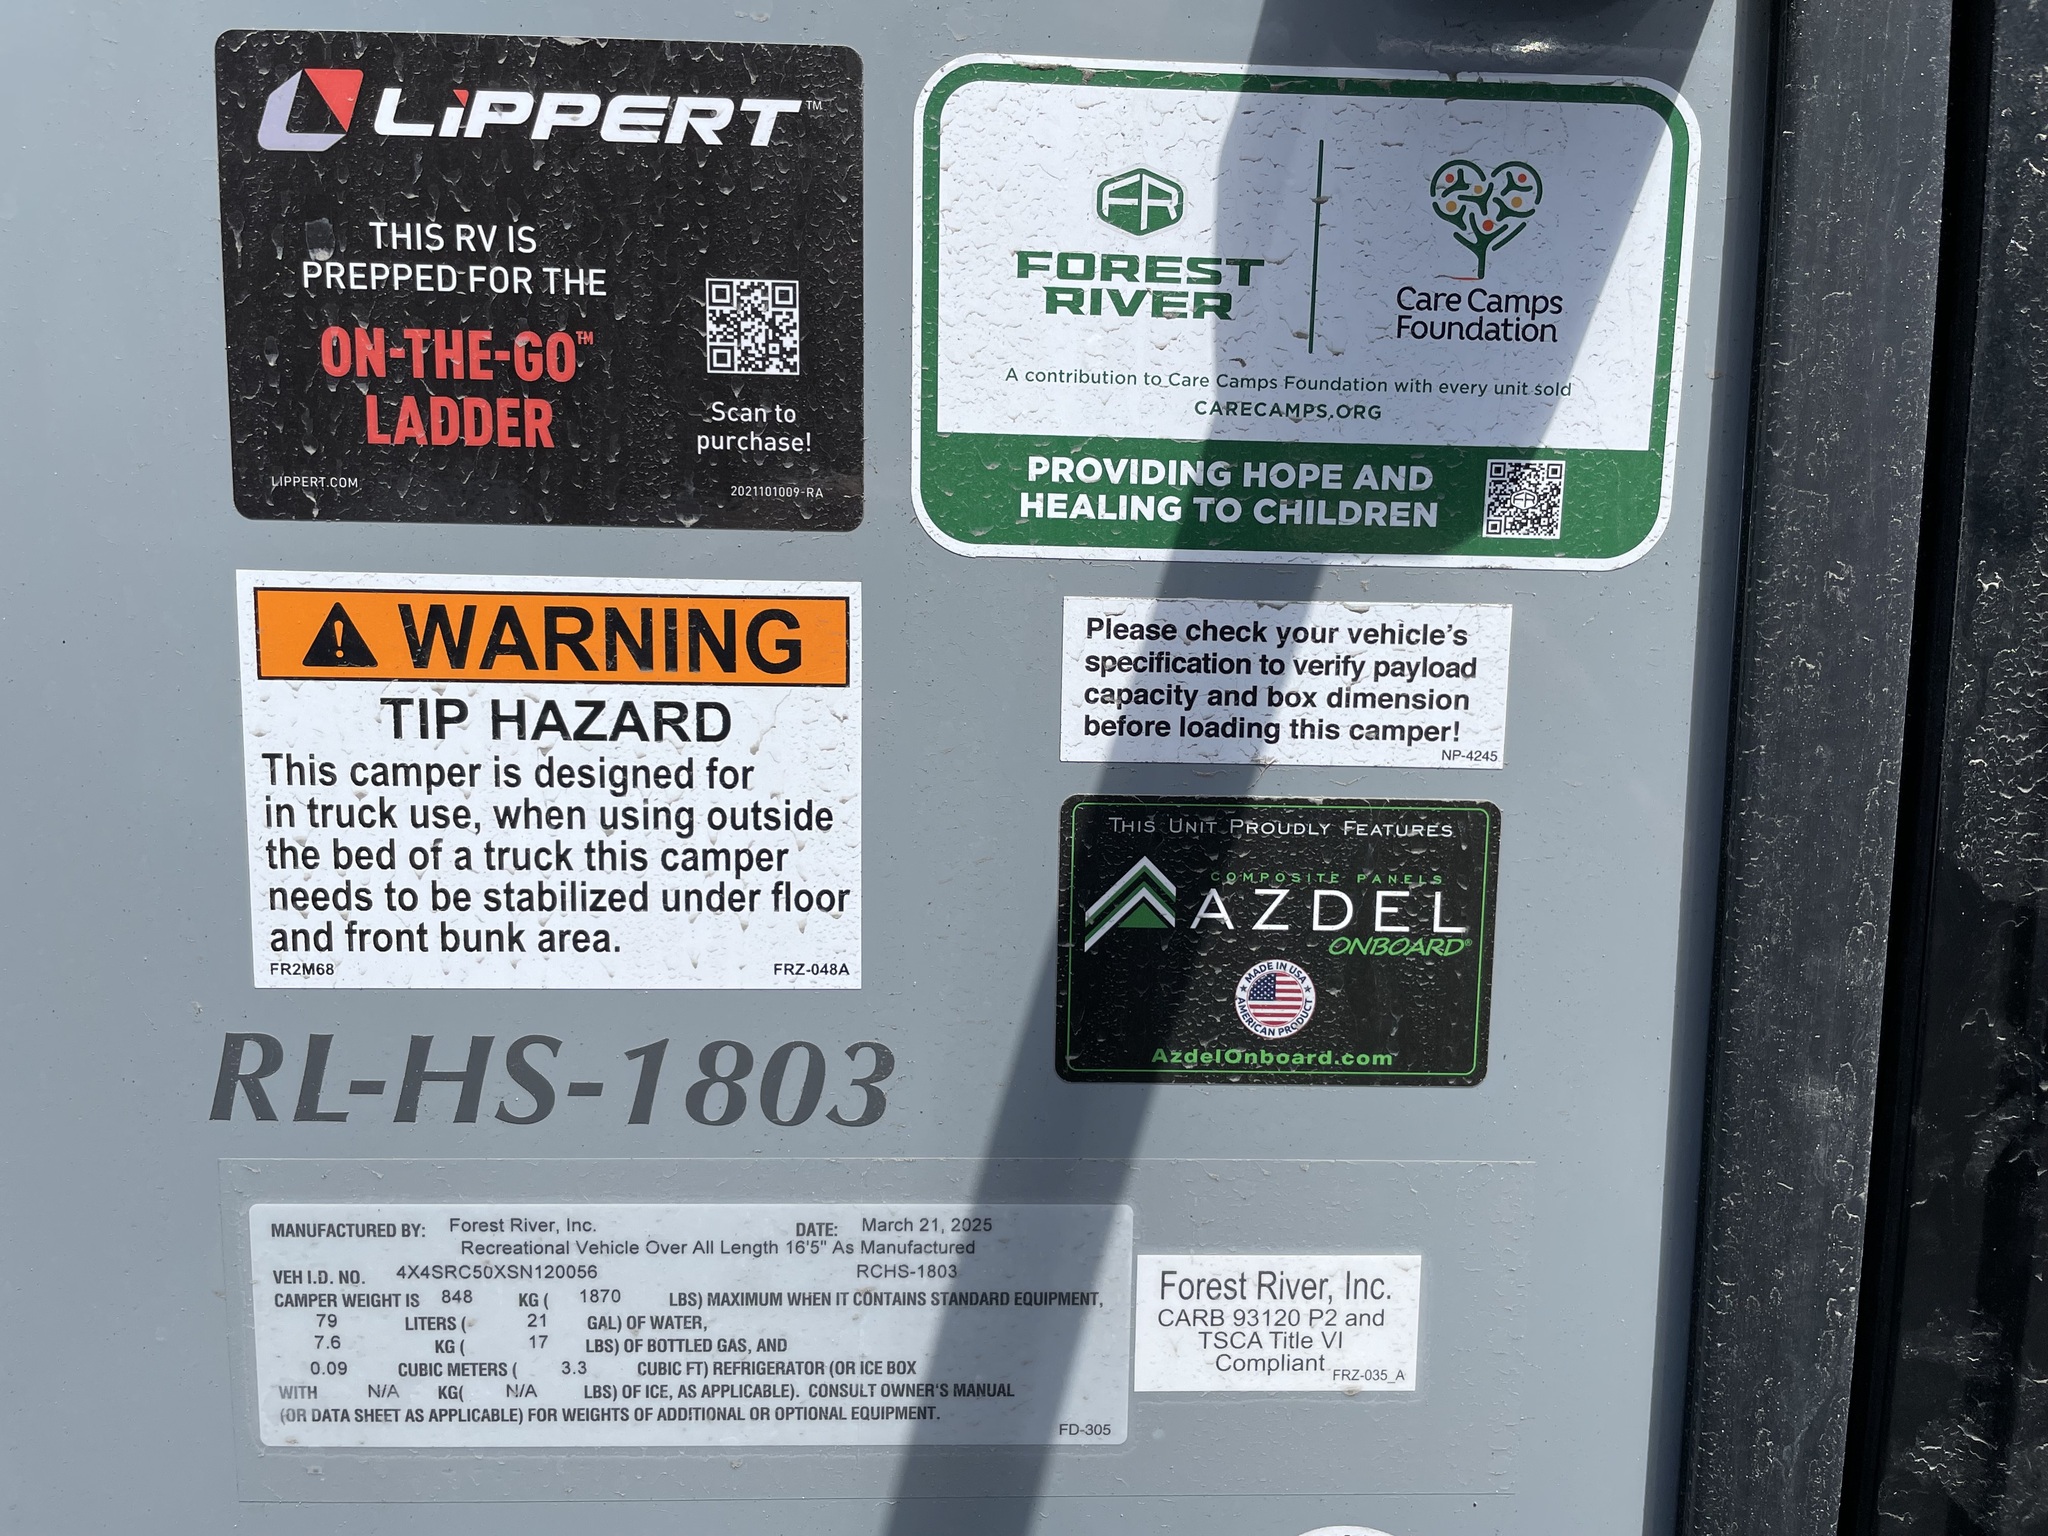 LiPPERT™
THIS RV IS
PREPPED FOR THE
ON-THE-GO™
LADDER
Scan to
purchase!
LIPPERT.COM
2021101009-RA
FR
FOREST
RIVER
Care Camps
Foundation
A contribution to Care Camps Foundation with every unit sold
CARECAMPS.ORG
PROVIDING HOPE AND
HEALING TO CHILDREN
FR
WARNING
TIP HAZARD
This camper is designed for
in truck use, when using outside
the bed of a truck this camper
needs to be stabilized under floor
and front bunk area.
FR2M68 FRZ-048A
Please check your vehicle's
specification to verify payload
capacity and box dimension
before loading this camper!
NP-4245
THIS UNIT PROUDLY FEATURES
COMPOSITE PANELS
AZDEL
ONBOARD®
MADE IN USA
AMERICAN PRODUCT
AzdelOnboard.com
RL-HS-1803
MANUFACTURED BY: Forest River, Inc. DATE: March 21, 2025
Recreational Vehicle Over All Length 16'5" As Manufactured
VEH I.D. NO. 4X4SRC50XSN120056 RCHS-1803
CAMPER WEIGHT IS 848 KG ( 1870 LBS) MAXIMUM WHEN IT CONTAINS STANDARD EQUIPMENT,
79 LITERS ( 21 GAL) OF WATER,
7.6 KG ( 17 LBS) OF BOTTLED GAS, AND
0.09 CUBIC METERS ( 3.3 CUBIC FT) REFRIGERATOR (OR ICE BOX
WITH N/A KG( N/A LBS) OF ICE, AS APPLICABLE). CONSULT OWNER'S MANUAL
(OR DATA SHEET AS APPLICABLE) FOR WEIGHTS OF ADDITIONAL OR OPTIONAL EQUIPMENT.
FD-305
Forest River, Inc.
CARB 93120 P2 and
TSCA Title VI
Compliant
FRZ-035_A